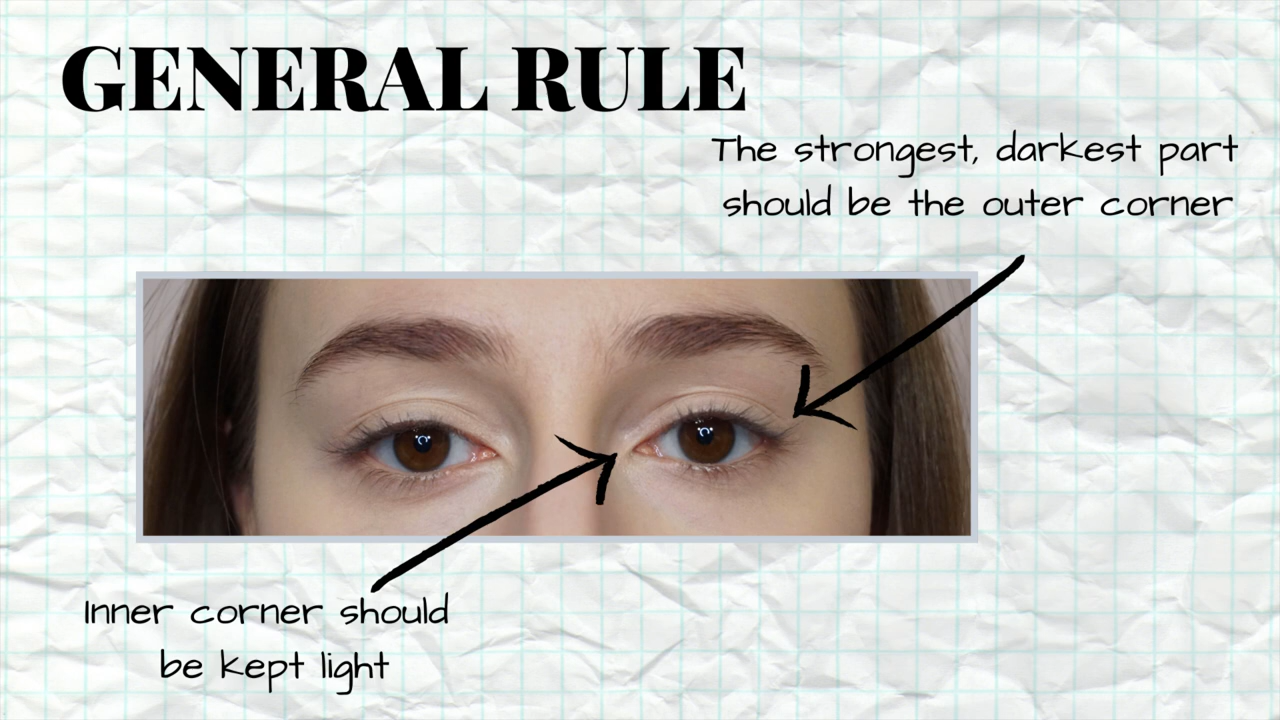 GENERAL RULE
The strongest, darkest part
should be the outer corner
Inner corner should
be kept light